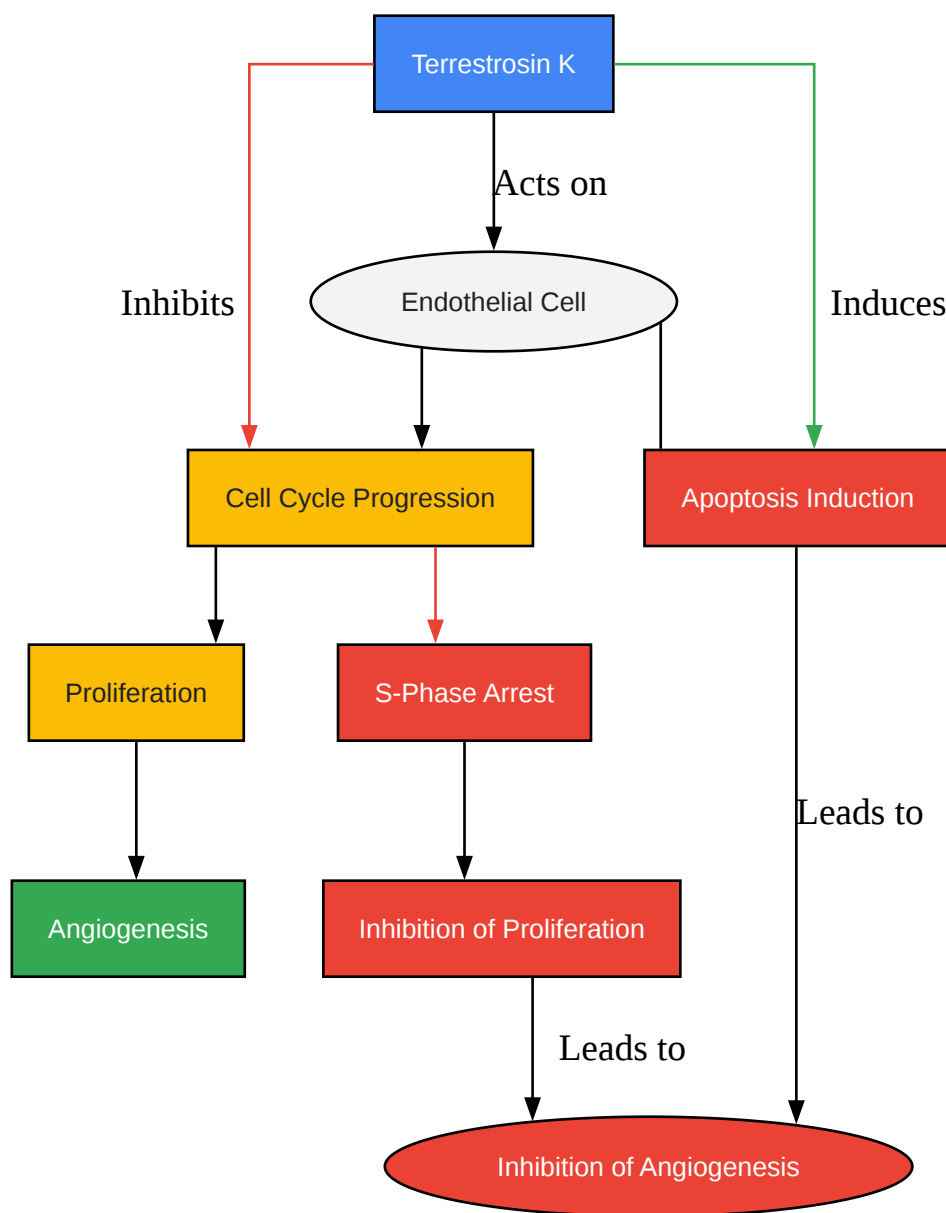 Terrestrosin K
Acts on
Inhibits
Endothelial Cell
Induces
Cell Cycle Progression
Apoptosis Induction
Proliferation
S-Phase Arrest
Leads to
Angiogenesis
Inhibition of Proliferation
Leads to
Inhibition of Angiogenesis